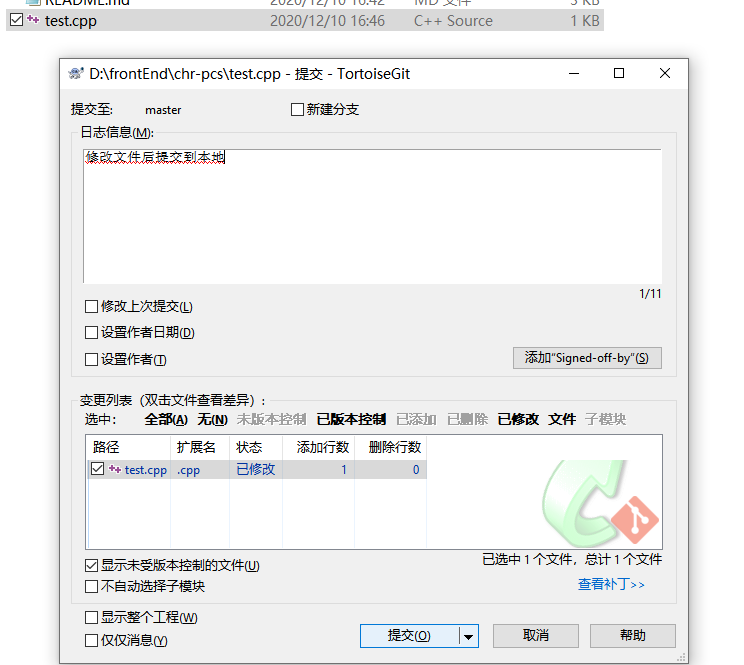 README.md 2020/12/10 16:42 MD 文件 3 KB
test.cpp 2020/12/10 16:46 C++ Source 1 KB
D:\frontEnd\chr-pcs\test.cpp - 提交 - TortoiseGit
提交至: master 新建分支
日志信息(M):
修改文件后提交到本地
1/11
修改上次提交(L)
设置作者日期(D)
设置作者(T) 添加"Signed-off-by"(S)
变更列表（双击文件查看差异）:
选中: 全部(A) 无(N) 未版本控制 已版本控制 已添加 已删除 已修改 文件 子模块
路径 扩展名 状态 添加行数 删除行数
test.cpp .cpp 已修改 1 0
已选中 1 个文件，总计 1 个文件
显示未受版本控制的文件(U)
不自动选择子模块 查看补丁>>
显示整个工程(W)
仅仅消息(Y) 提交(O) 取消 帮助